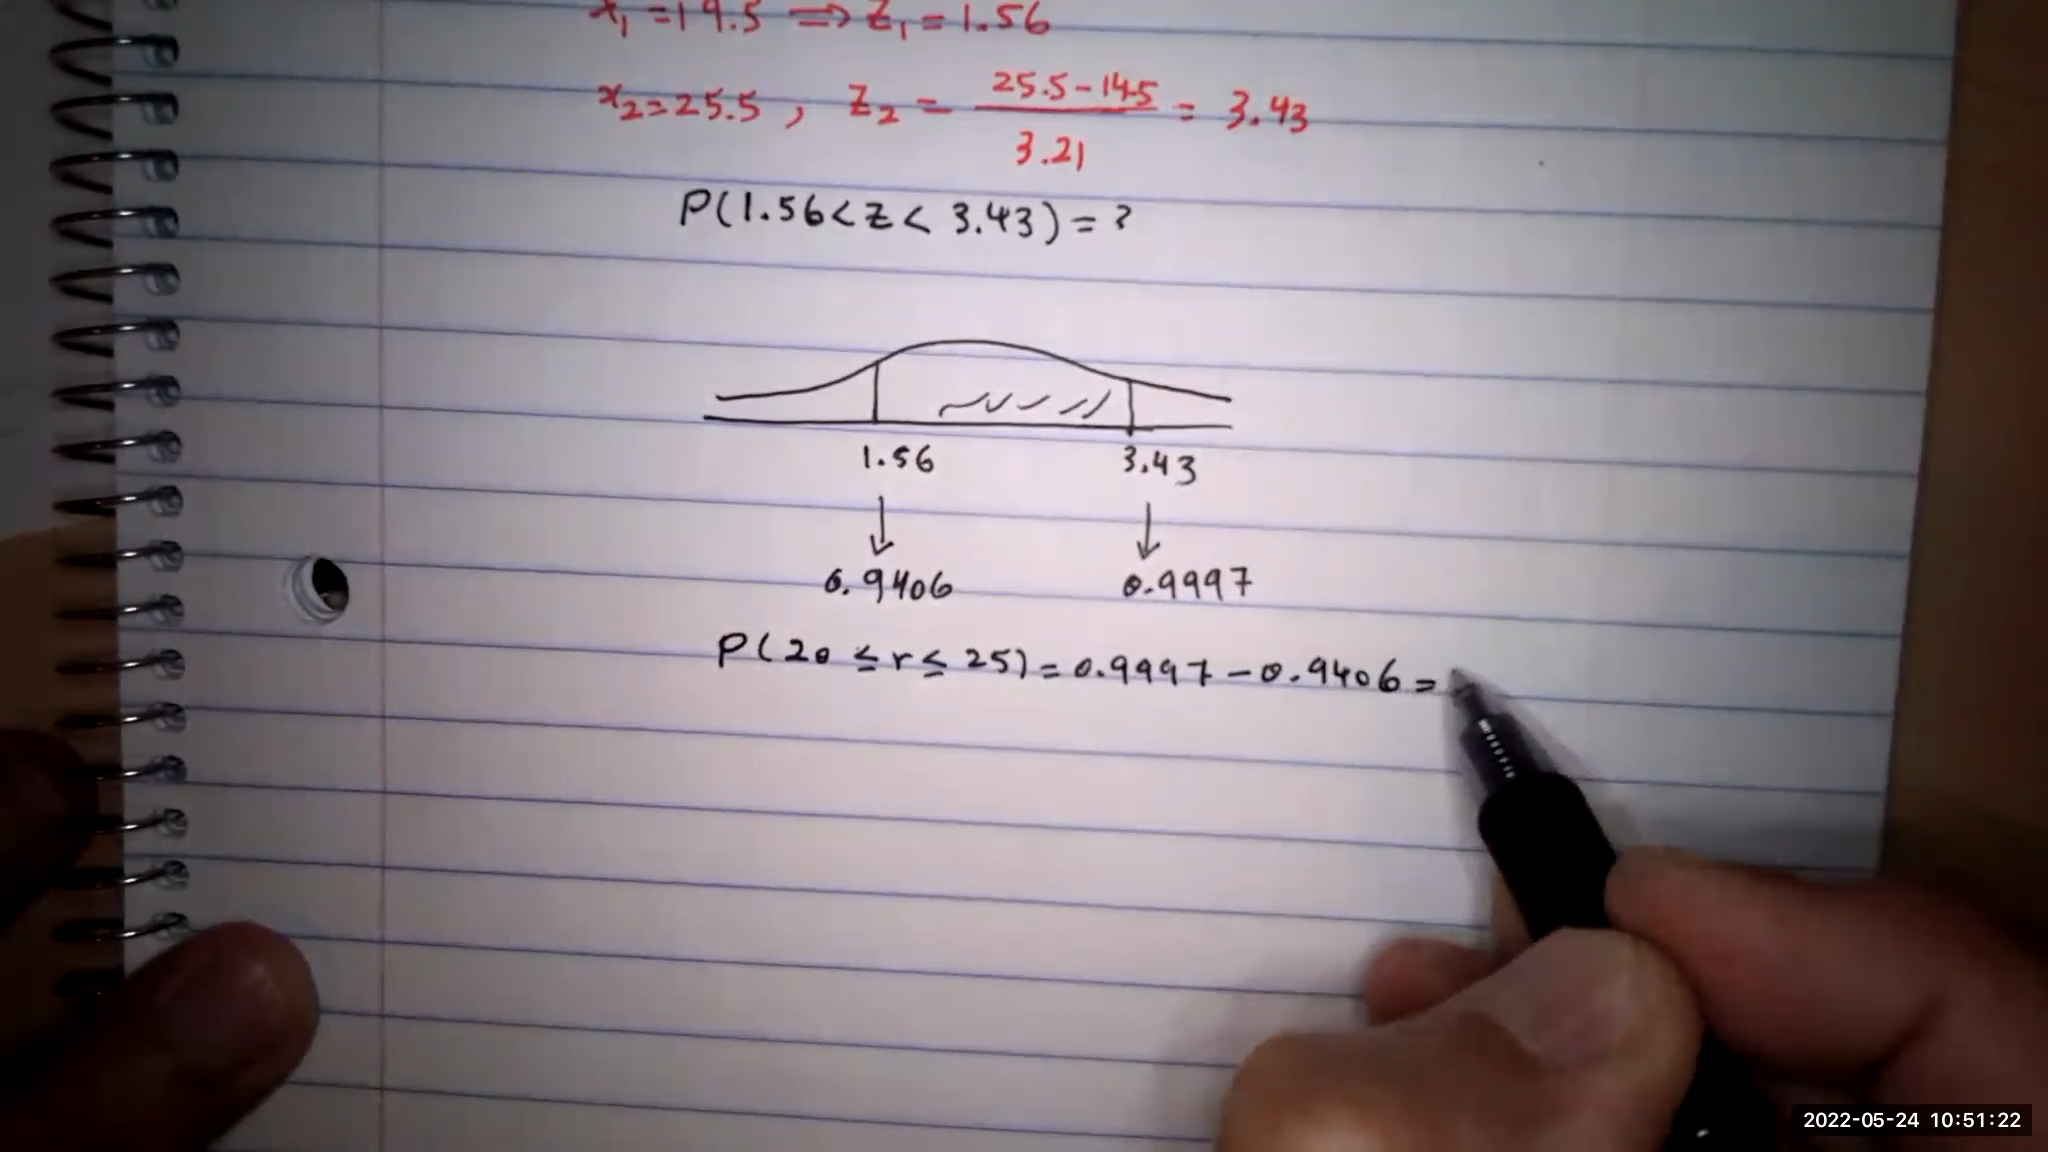 x₁=19.5 ⟹ z₁=1.56
x₂=25.5, z₂ = (25.5-14.5)/3.21 = 3.43
P(1.56<z<3.43)=?
1.56 3.43
↓ ↓
0.9406 0.9997
P(20 ≤ r ≤ 25) = 0.9997 - 0.9406 =
2022-05-24 10:51:22